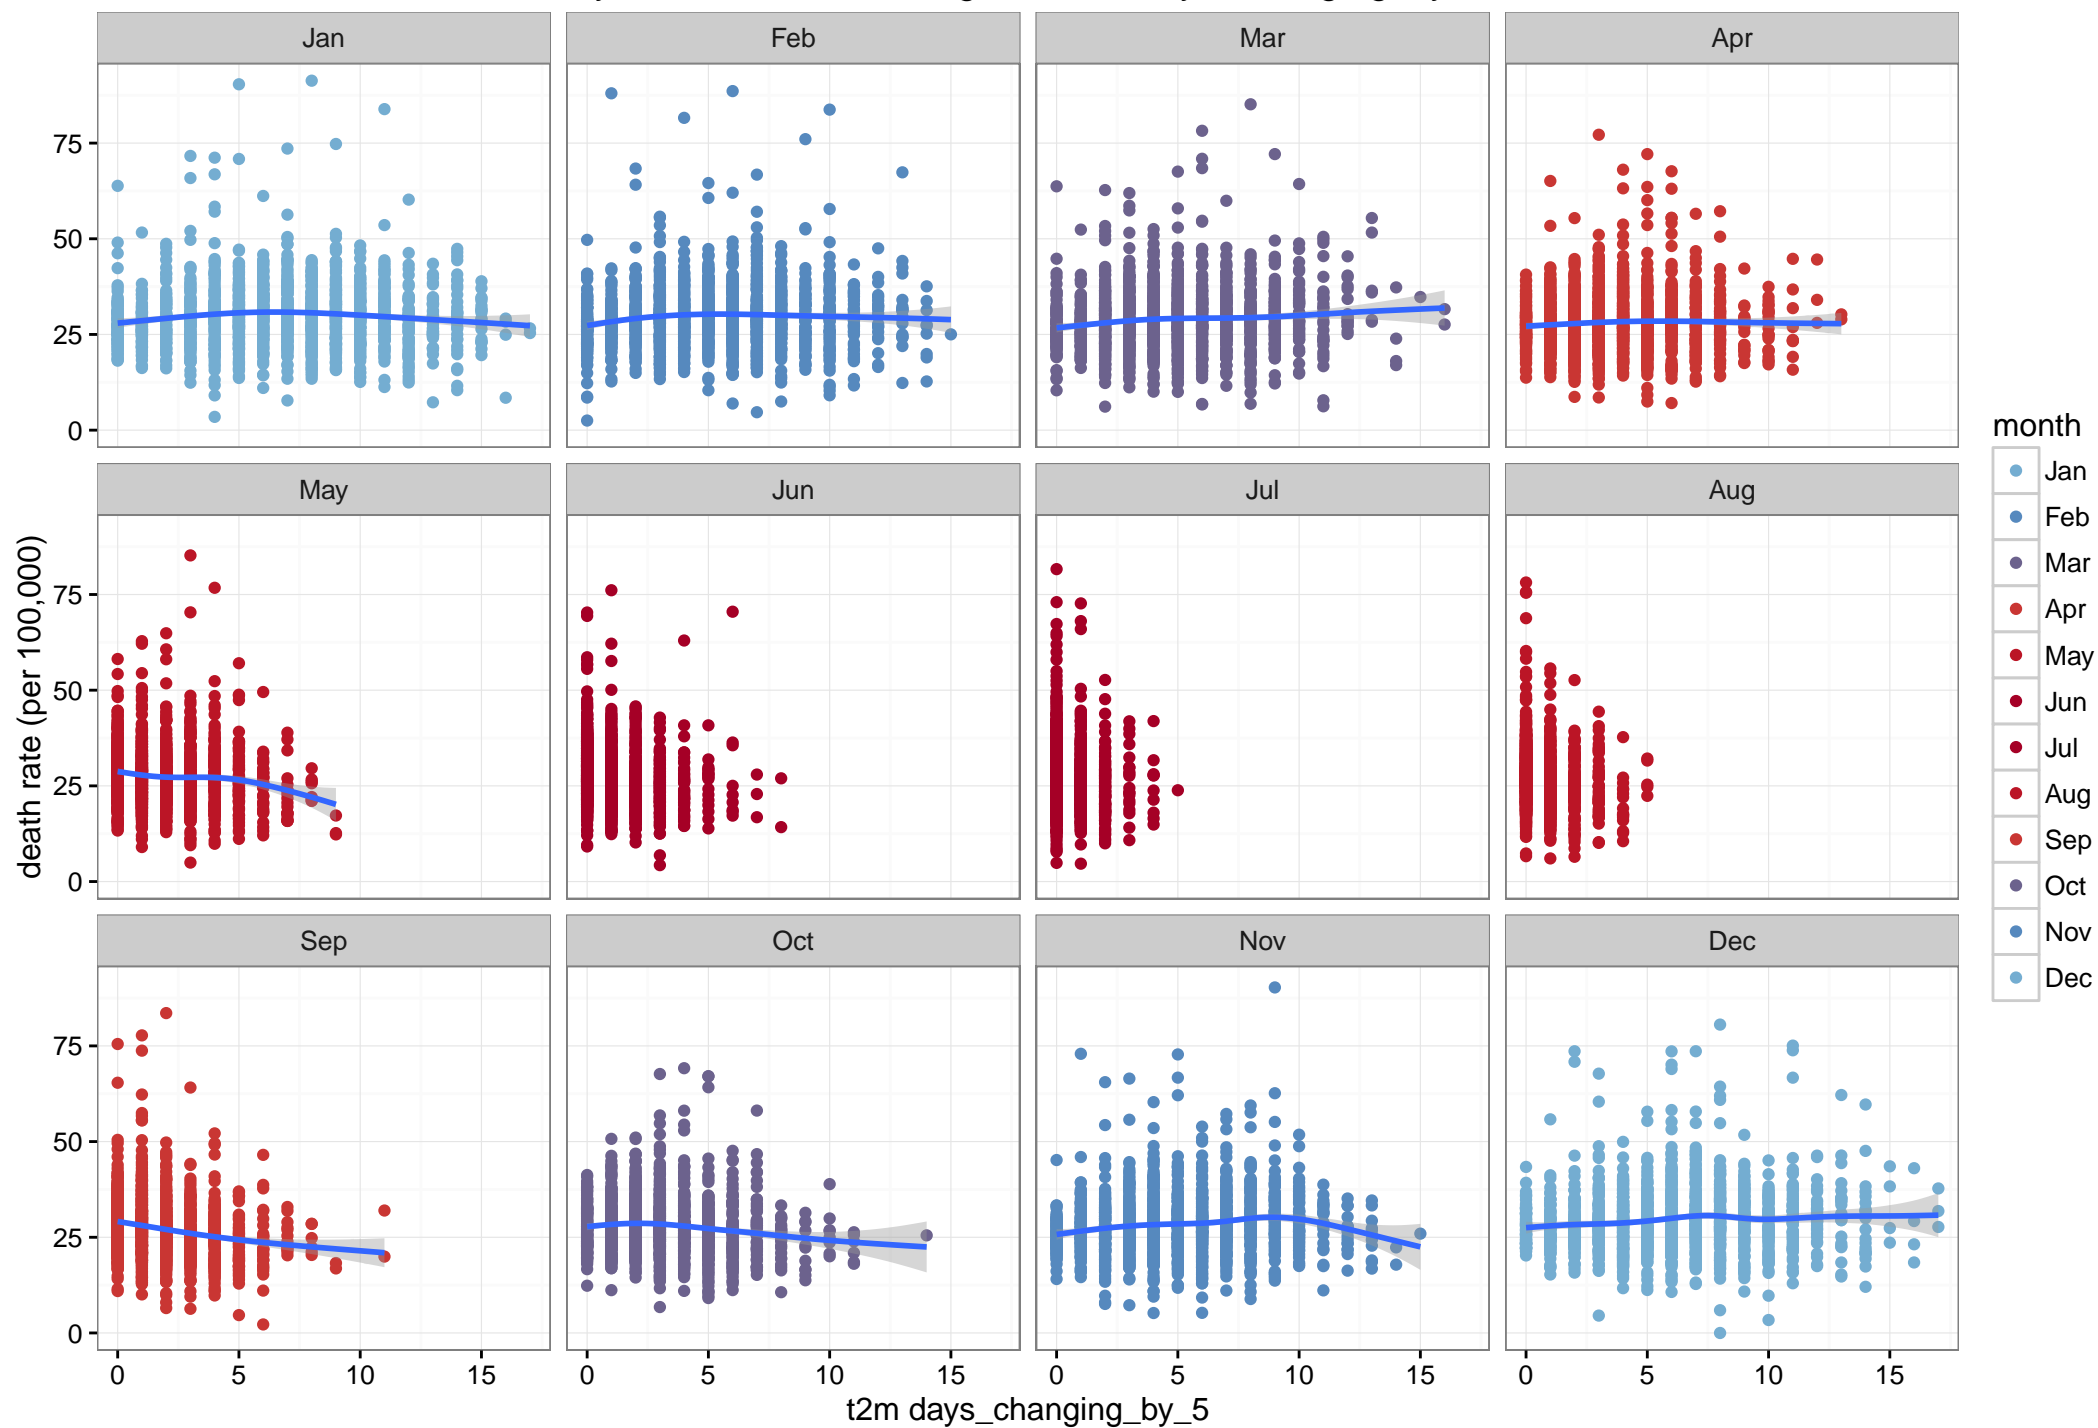 Jan Feb Mar Apr
75
50
25
0
May Jun Jul Aug
75
50
25
0
Sep Oct Nov Dec
75
50
25
0
0 5 10 15 0 5 10 15 0 5 10 15 0 5 10 15
t2m days_changing_by_5
death rate (per 100,000)
month
Jan
Feb
Mar
Apr
May
Jun
Jul
Aug
Sep
Oct
Nov
Dec